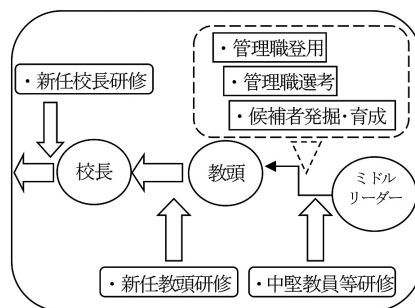 ・管理職登用
・管理職選考
・候補者発掘・育成
・新任校長研修
校長
教頭
ミドル
リーダー
・新任教頭研修
・中堅教員等研修